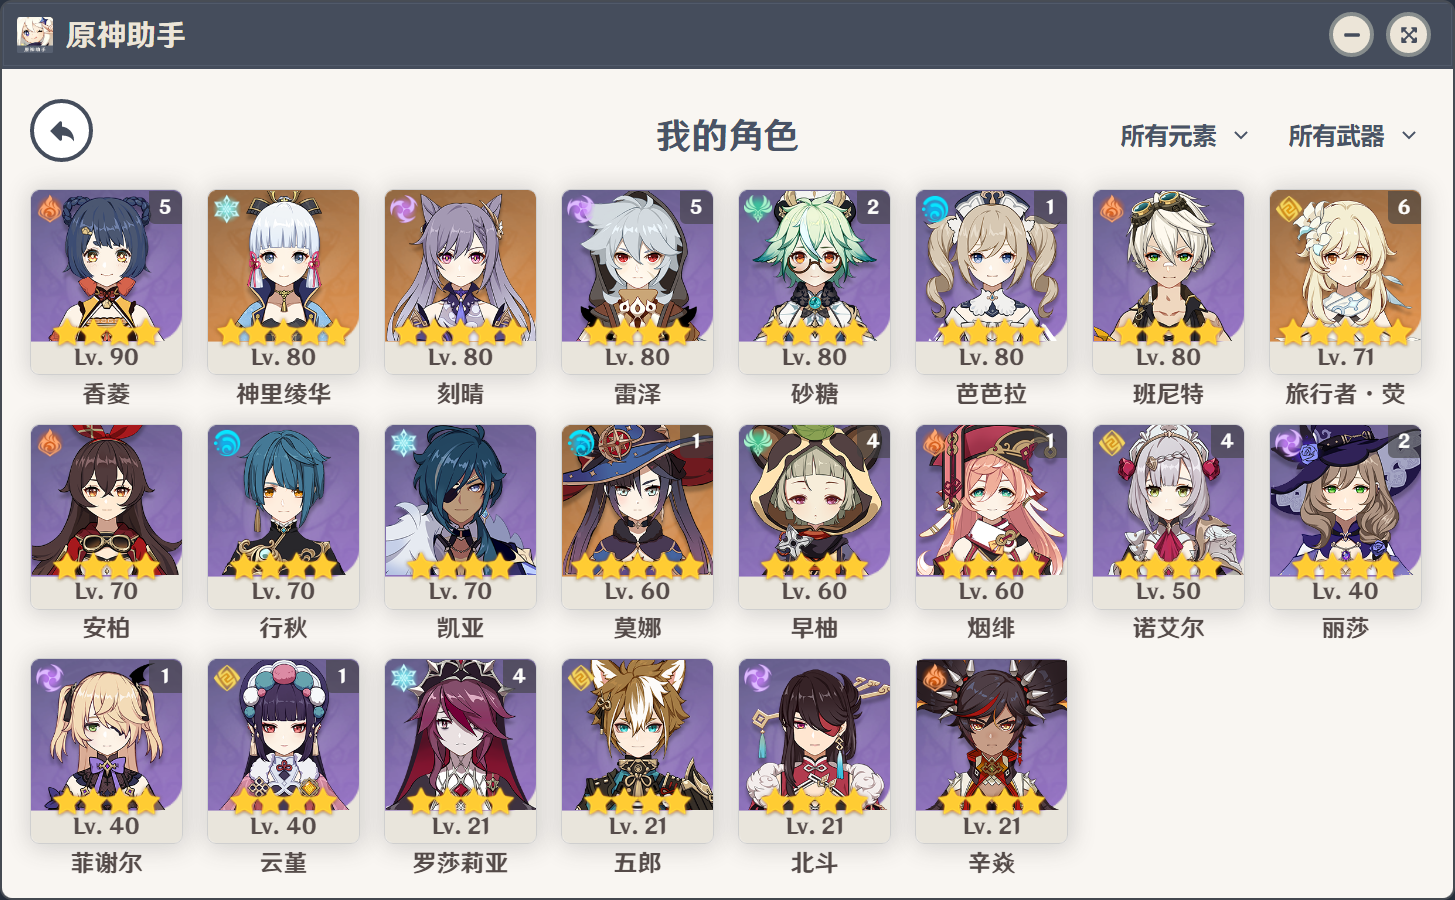 原神助手
我的角色
所有元素
所有武器
5
5
2
1
6
Lv. 90
Lv. 80
Lv. 80
Lv. 80
Lv. 80
Lv. 80
Lv. 80
Lv. 71
香菱
神里绫华
刻晴
雷泽
砂糖
芭芭拉
班尼特
旅行者·荧
1
4
1
4
2
Lv. 70
Lv. 70
Lv. 70
Lv. 60
Lv. 60
Lv. 60
Lv. 50
Lv. 40
安柏
行秋
凯亚
莫娜
早柚
烟绯
诺艾尔
丽莎
1
1
4
Lv. 40
Lv. 40
Lv. 21
Lv. 21
Lv. 21
Lv. 21
菲谢尔
云堇
罗莎莉亚
五郎
北斗
辛焱